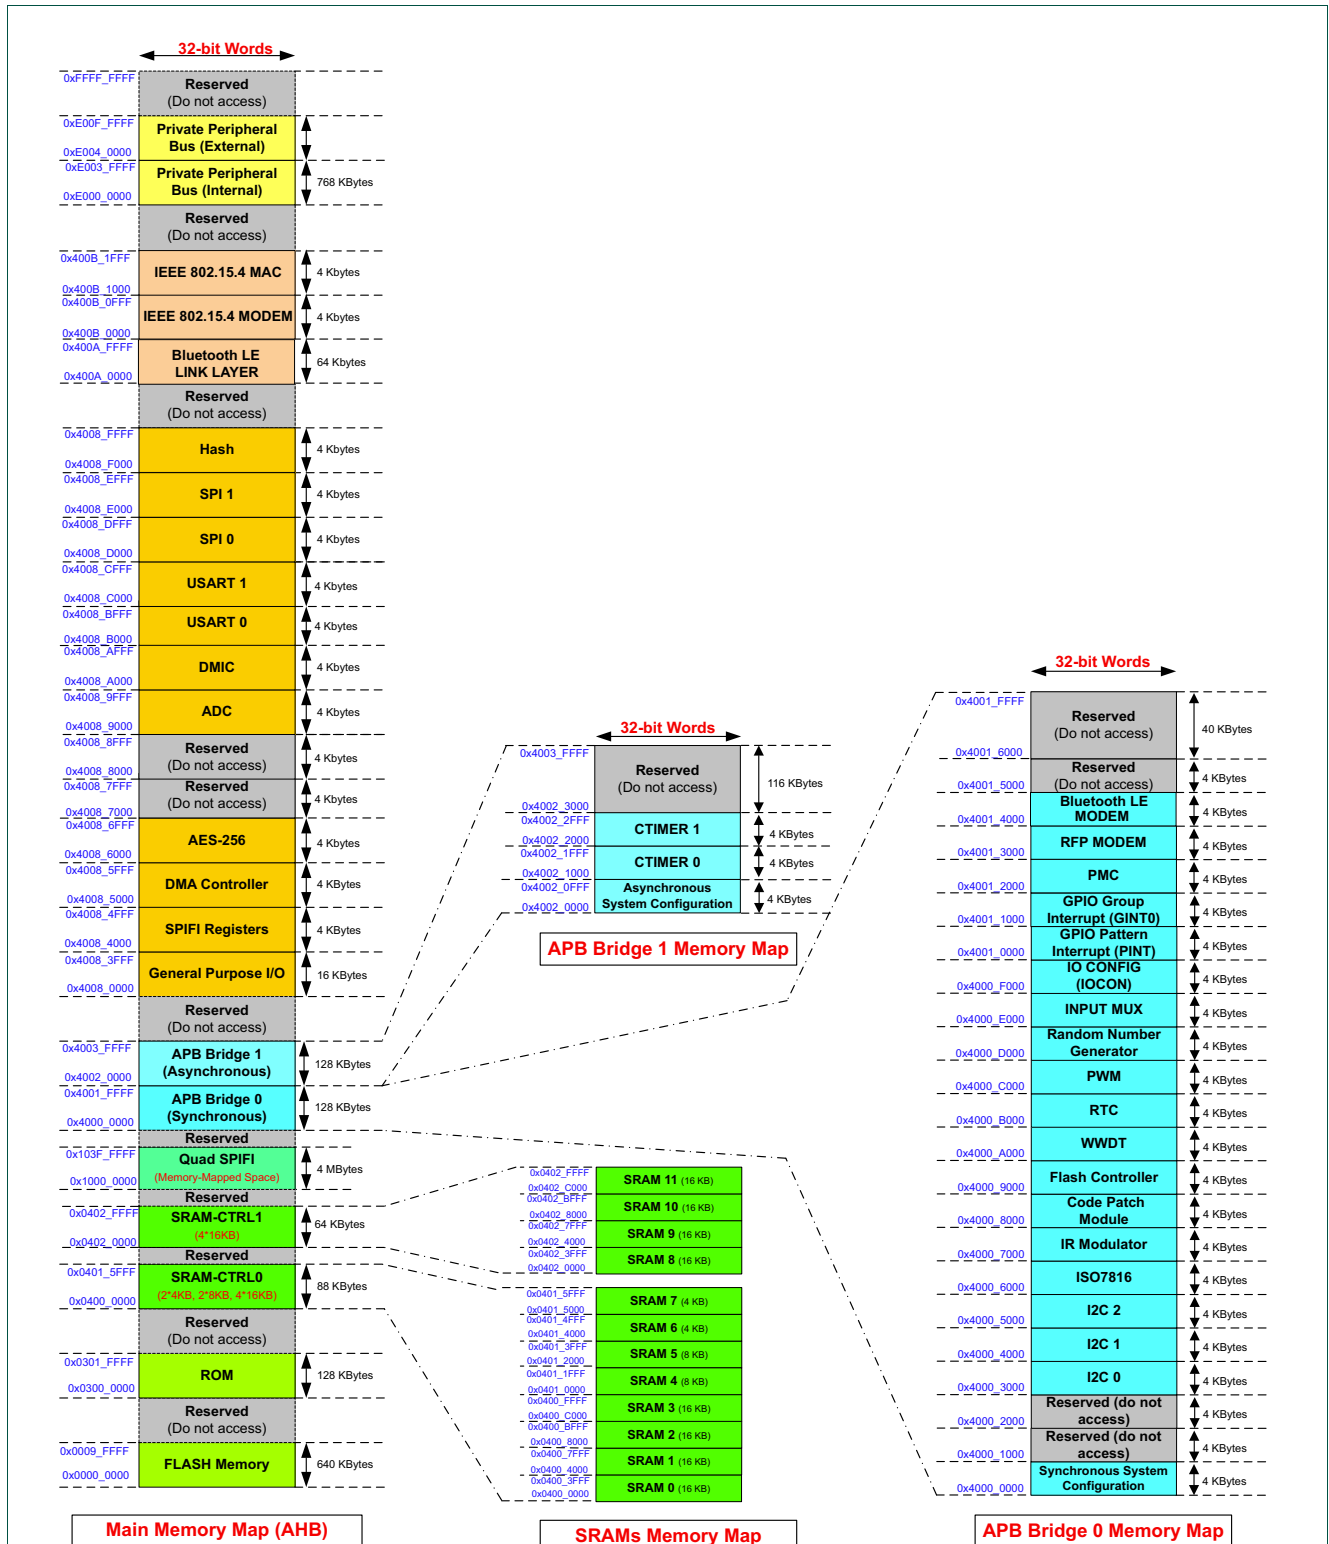 32-bit Words
0xFFFF_FFFF
Reserved
(Do not access)
0xE00F_FFFF
Private Peripheral
Bus (External)
0xE004_0000
0xE003_FFFF
Private Peripheral
Bus (Internal)
768 KBytes
0xE000_0000
Reserved
(Do not access)
0x400B_1FFF
IEEE 802.15.4 MAC
4 Kbytes
0x400B_1000
0x400B_0FFF
IEEE 802.15.4 MODEM
4 Kbytes
0x400B_0000
0x400A_FFFF
Bluetooth LE
LINK LAYER
64 Kbytes
0x400A_0000
Reserved
(Do not access)
0x4008_FFFF
Hash
4 Kbytes
0x4008_F000
0x4008_EFFF
SPI 1
4 Kbytes
0x4008_E000
0x4008_DFFF
SPI 0
4 Kbytes
0x4008_D000
0x4008_CFFF
USART 1
4 Kbytes
0x4008_C000
0x4008_BFFF
USART 0
4 Kbytes
0x4008_B000
0x4008_AFFF
DMIC
4 Kbytes
0x4008_A000
0x4008_9FFF
ADC
4 Kbytes
0x4008_9000
0x4008_8FFF
Reserved
(Do not access)
4 Kbytes
0x4008_8000
0x4008_7FFF
Reserved
(Do not access)
4 Kbytes
0x4008_7000
0x4008_6FFF
AES-256
4 Kbytes
0x4008_6000
0x4008_5FFF
DMA Controller
4 KBytes
0x4008_5000
0x4008_4FFF
SPIFI Registers
4 KBytes
0x4008_4000
0x4008_3FFF
General Purpose I/O
16 KBytes
0x4008_0000
Reserved
(Do not access)
0x4003_FFFF
APB Bridge 1
(Asynchronous)
128 KBytes
0x4002_0000
0x4001_FFFF
APB Bridge 0
(Synchronous)
128 KBytes
0x4000_0000
Reserved
0x103F_FFFF
Quad SPIFI
(Memory-Mapped Space)
4 MBytes
0x1000_0000
Reserved
0x0402_FFFF
SRAM-CTRL1
(4*16KB)
64 KBytes
0x0402_0000
Reserved
0x0401_5FFF
SRAM-CTRL0
(2*4KB, 2*8KB, 4*16KB)
88 KBytes
0x0400_0000
Reserved
(Do not access)
0x0301_FFFF
ROM
128 KBytes
0x0300_0000
Reserved
(Do not access)
0x0009_FFFF
FLASH Memory
640 KBytes
0x0000_0000
Main Memory Map (AHB)
32-bit Words
0x4003_FFFF
Reserved
(Do not access)
116 KBytes
0x4002_3000
0x4002_2FFF
CTIMER 1
4 KBytes
0x4002_2000
0x4002_1FFF
CTIMER 0
4 KBytes
0x4002_1000
0x4002_0FFF
Asynchronous
System Configuration
4 KBytes
0x4002_0000
APB Bridge 1 Memory Map
0x0402_FFFF
SRAM 11 (16 KB)
0x0402_C000
0x0402_BFFF
SRAM 10 (16 KB)
0x0402_8000
0x0402_7FFF
SRAM 9 (16 KB)
0x0402_4000
0x0402_3FFF
SRAM 8 (16 KB)
0x0402_0000
0x0401_5FFF
SRAM 7 (4 KB)
0x0401_5000
0x0401_4FFF
SRAM 6 (4 KB)
0x0401_4000
0x0401_3FFF
SRAM 5 (8 KB)
0x0401_2000
0x0401_1FFF
SRAM 4 (8 KB)
0x0401_0000
0x0400_FFFF
SRAM 3 (16 KB)
0x0400_C000
0x0400_BFFF
SRAM 2 (16 KB)
0x0400_8000
0x0400_7FFF
SRAM 1 (16 KB)
0x0400_4000
0x0400_3FFF
SRAM 0 (16 KB)
0x0400_0000
SRAMs Memory Map
32-bit Words
0x4001_FFFF
Reserved
(Do not access)
40 KBytes
0x4001_6000
Reserved
(Do not access)
4 KBytes
0x4001_5000
Bluetooth LE
MODEM
4 KBytes
0x4001_4000
RFP MODEM
4 KBytes
0x4001_3000
PMC
4 KBytes
0x4001_2000
GPIO Group
Interrupt (GINT0)
4 KBytes
0x4001_1000
GPIO Pattern
Interrupt (PINT)
4 KBytes
0x4001_0000
IO CONFIG
(IOCON)
4 KBytes
0x4000_F000
INPUT MUX
4 KBytes
0x4000_E000
Random Number
Generator
4 KBytes
0x4000_D000
PWM
4 KBytes
0x4000_C000
RTC
4 KBytes
0x4000_B000
WWDT
4 KBytes
0x4000_A000
Flash Controller
4 KBytes
0x4000_9000
Code Patch
Module
4 KBytes
0x4000_8000
IR Modulator
4 KBytes
0x4000_7000
ISO7816
4 KBytes
0x4000_6000
I2C 2
4 KBytes
0x4000_5000
I2C 1
4 KBytes
0x4000_4000
I2C 0
4 KBytes
0x4000_3000
Reserved (do not
access)
4 KBytes
0x4000_2000
Reserved (do not
access)
4 KBytes
0x4000_1000
Synchronous System
Configuration
4 KBytes
0x4000_0000
APB Bridge 0 Memory Map